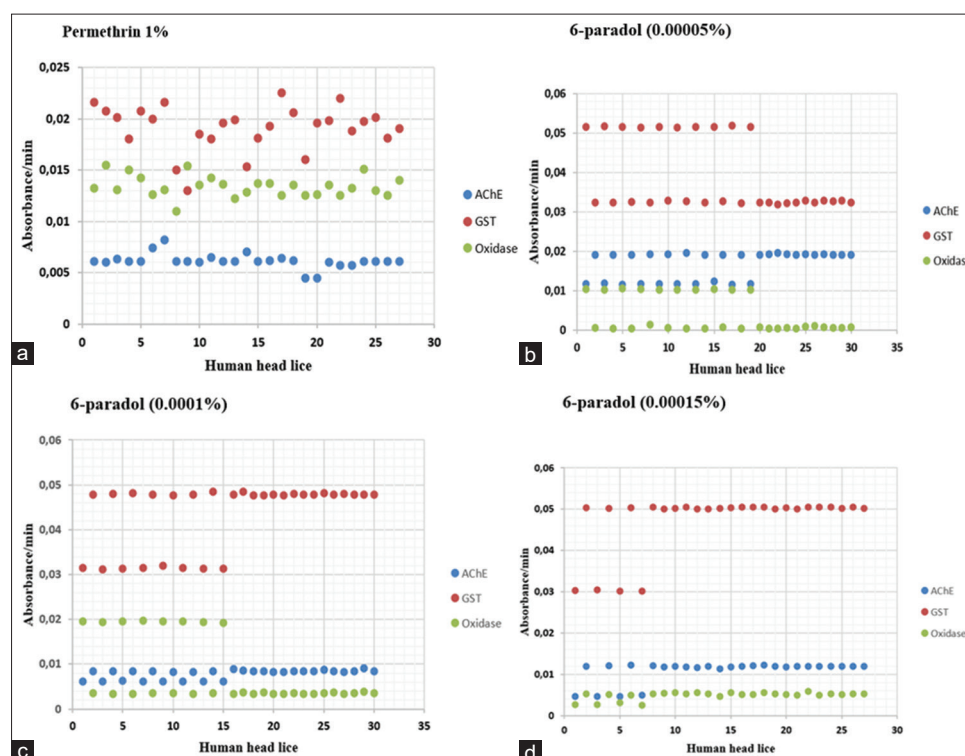 Permethrin 1%
0,025
0,02
0,015
0,01
0,005
0
0 5 10 15 20 25 30
Absorbance/min
Human head lice
AChE
GST
Oxidase
a
6-paradol (0.00005%)
0,06
0,05
0,04
0,03
0,02
0,01
0
0 5 10 15 20 25 30 35
Absorbance/min
Human head lice
AChE
GST
Oxidase
b
6-paradol (0.0001%)
0,06
0,05
0,04
0,03
0,02
0,01
0
0 5 10 15 20 25 30 35
Absorbance/min
Human head lice
AChE
GST
Oxidase
c
6-paradol (0.00015%)
0,06
0,05
0,04
0,03
0,02
0,01
0
0 5 10 15 20 25 30
Absorbance/min
Human head lice
AChE
GST
Oxidase
d